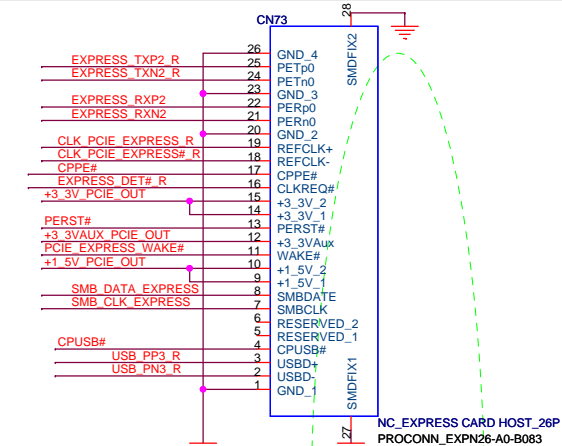 28
CN73
SMDFIX2
26 GND_4
EXPRESS_TXP2_R 25 PETp0
EXPRESS_TXN2_R 24 PETn0
23 GND_3
EXPRESS_RXP2 22 PERp0
EXPRESS_RXN2 21 PERn0
20 GND_2
CLK_PCIE_EXPRESS_R 19 REFCLK+
CLK_PCIE_EXPRESS#_R 18 REFCLK-
CPPE# 17 CPPE#
EXPRESS_DET#_R 16 CLKREQ#
+3_3V_PCIE_OUT 15 +3_3V_2
14 +3_3V_1
PERST# 13 PERST#
+3_3VAUX_PCIE_OUT 12 +3_3VAux
PCIE_EXPRESS_WAKE# 11 WAKE#
+1_5V_PCIE_OUT 10 +1_5V_2
9 +1_5V_1
SMB_DATA_EXPRESS 8 SMBDATE
SMB_CLK_EXPRESS 7 SMBCLK
6 RESERVED_2
5 RESERVED_1
CPUSB# 4 CPUSB#
USB_PP3_R 3 USBD+
USB_PN3_R 2 USBD-
1 GND_1
SMDFIX1
27
NC_EXPRESS CARD HOST_26P
PROCONN_EXPN26-A0-B083